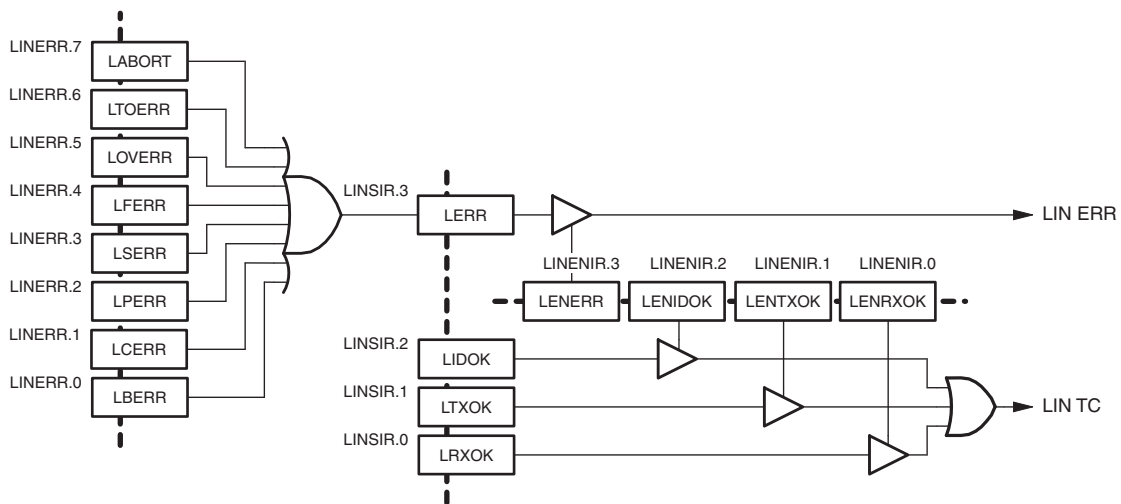 LINERR.7
LABORT
LINERR.6
LTOERR
LINERR.5
LOVERR
LINERR.4
LFERR
LINERR.3
LSERR
LINERR.2
LPERR
LINERR.1
LCERR
LINERR.0
LBERR
LINSIR.3
LERR
LIN ERR
LINENIR.3
LINENIR.2
LINENIR.1
LINENIR.0
LENERR
LENIDOK
LENTXOK
LENRXOK
LINSIR.2
LIDOK
LINSIR.1
LTXOK
LIN TC
LINSIR.0
LRXOK